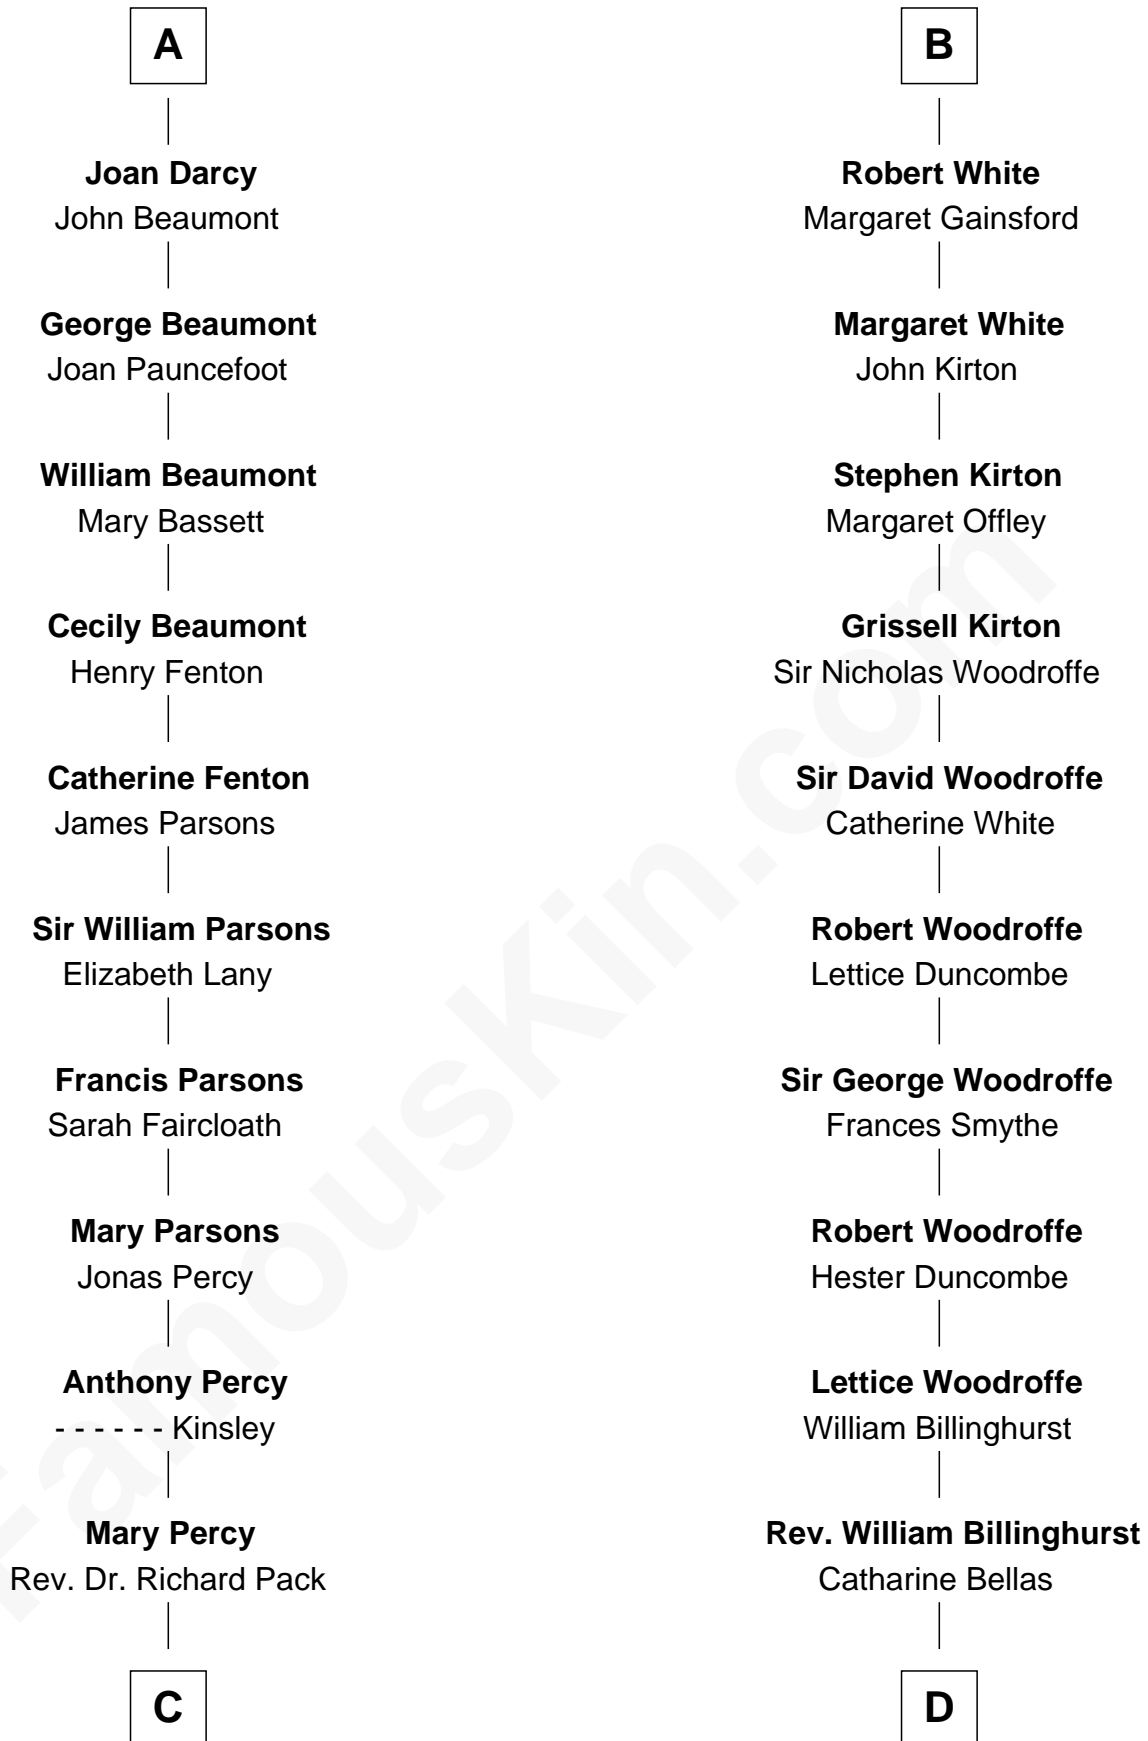 A
Joan Darcy
John Beaumont
George Beaumont
Joan Pauncefoot
William Beaumont
Mary Bassett
Cecily Beaumont
Henry Fenton
Catherine Fenton
James Parsons
Sir William Parsons
Elizabeth Lany
Francis Parsons
Sarah Faircloath
Mary Parsons
Jonas Percy
Anthony Percy
- - - - - - Kinsley
Mary Percy
Rev. Dr. Richard Pack
C
B
Robert White
Margaret Gainsford
Margaret White
John Kirton
Stephen Kirton
Margaret Offley
Grissell Kirton
Sir Nicholas Woodroffe
Sir David Woodroffe
Catherine White
Robert Woodroffe
Lettice Duncombe
Sir George Woodroffe
Frances Smythe
Robert Woodroffe
Hester Duncombe
Lettice Woodroffe
William Billinghurst
Rev. William Billinghurst
Catharine Bellas
D
FamousKin.com